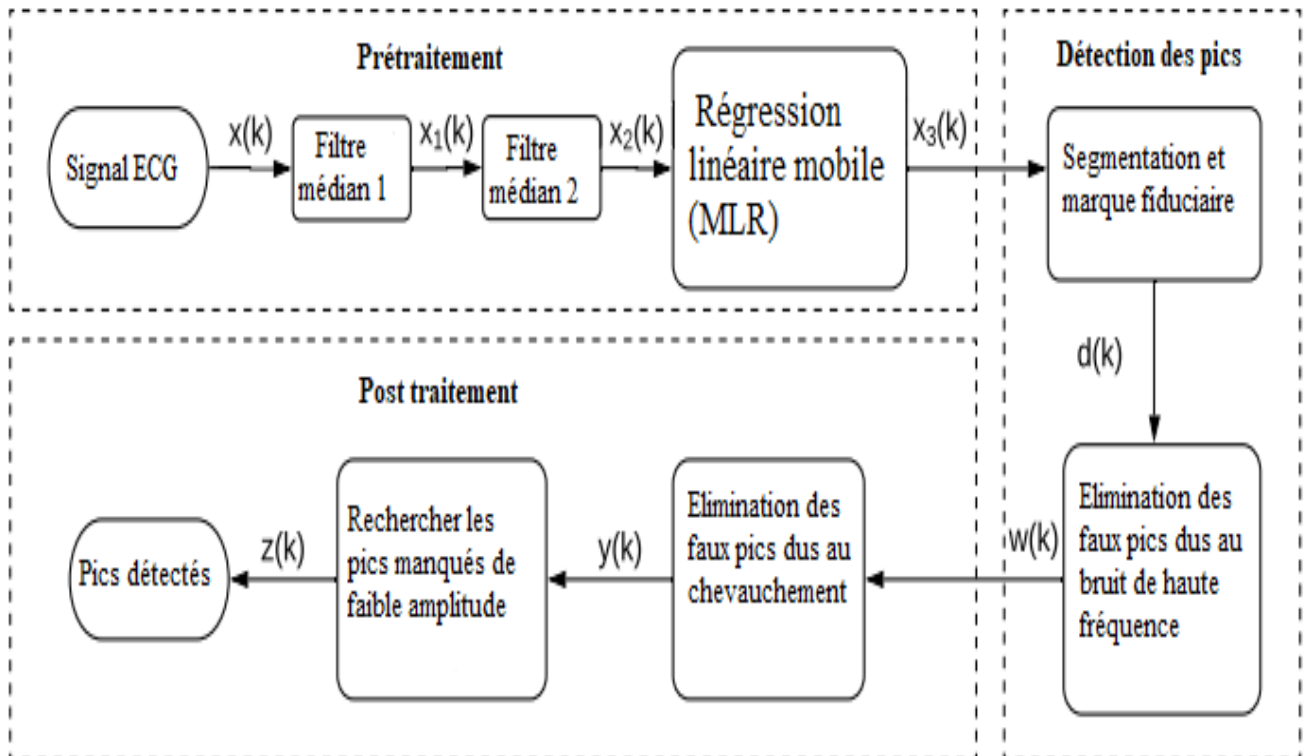 Prétraitement
Signal ECG
x(k)
Filtre
médian 1
x₁(k)
Filtre
médian 2
x₂(k)
Régression
linéaire mobile
(MLR)
x₃(k)
Détection des pics
Segmentation et
marque fiduciaire
d(k)
Elimination des
faux pics dus au
bruit de haute
fréquence
w(k)
Post traitement
Elimination des
faux pics dus au
chevauchement
y(k)
Rechercher les
pics manqués de
faible amplitude
z(k)
Pics détectés